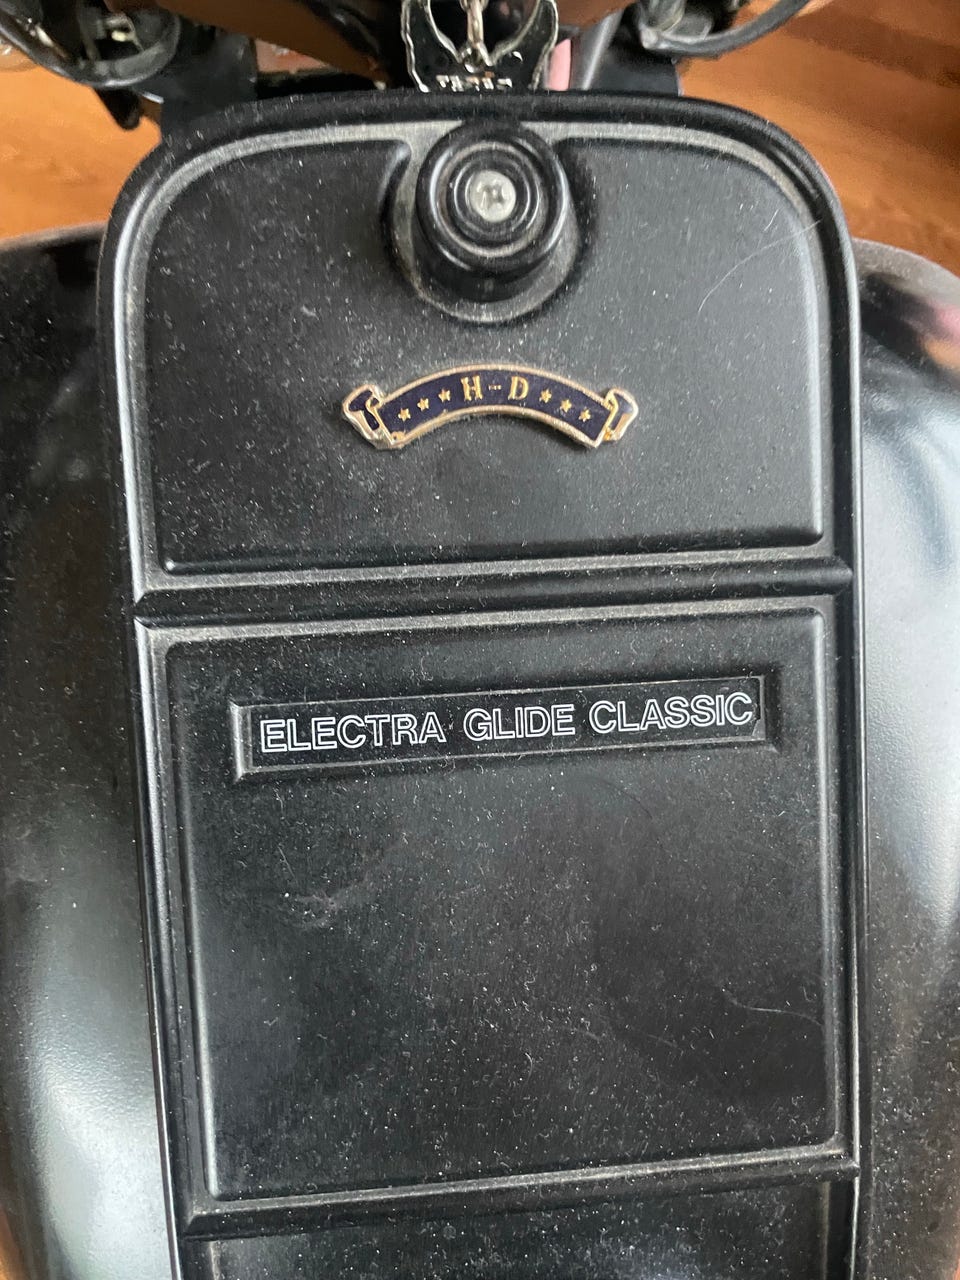 ★★★ H-D ★★★
ELECTRA GLIDE CLASSIC